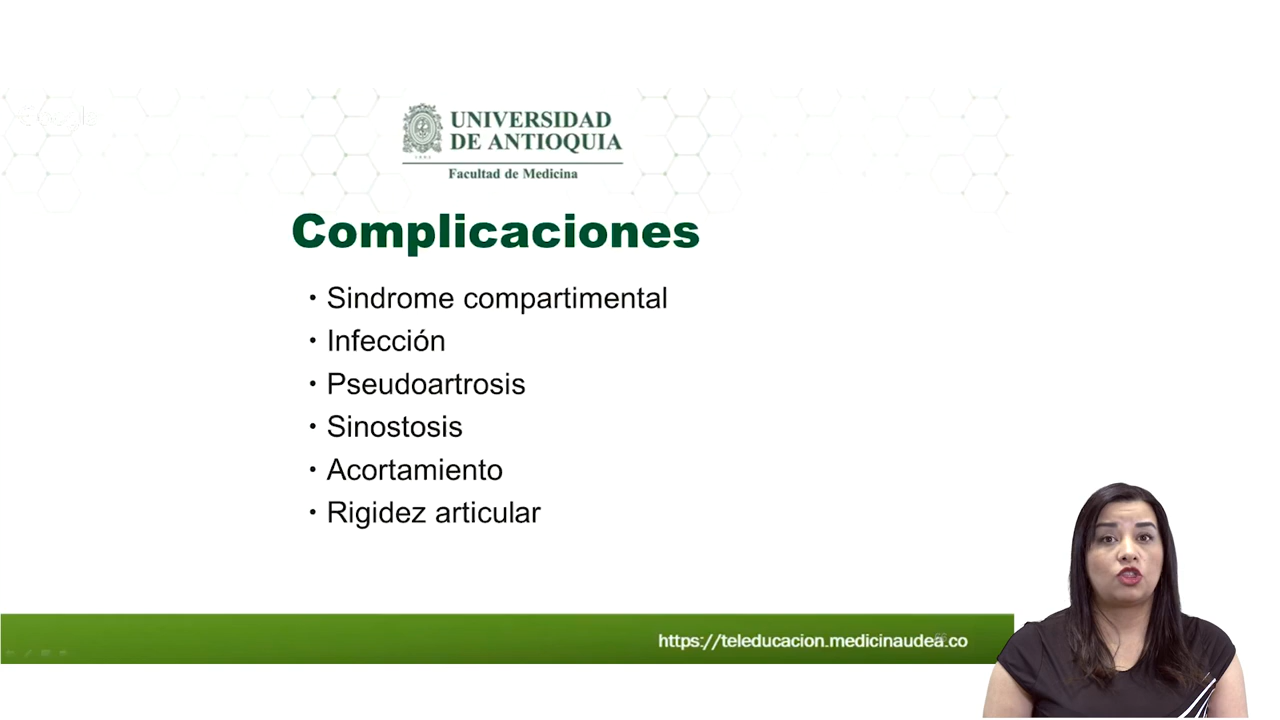 UNIVERSIDAD
DE ANTIOQUIA
1803
Facultad de Medicina
Complicaciones
• Sindrome compartimental
• Infección
• Pseudoartrosis
• Sinostosis
• Acortamiento
• Rigidez articular
https://teleducacion.medicinaudea.co